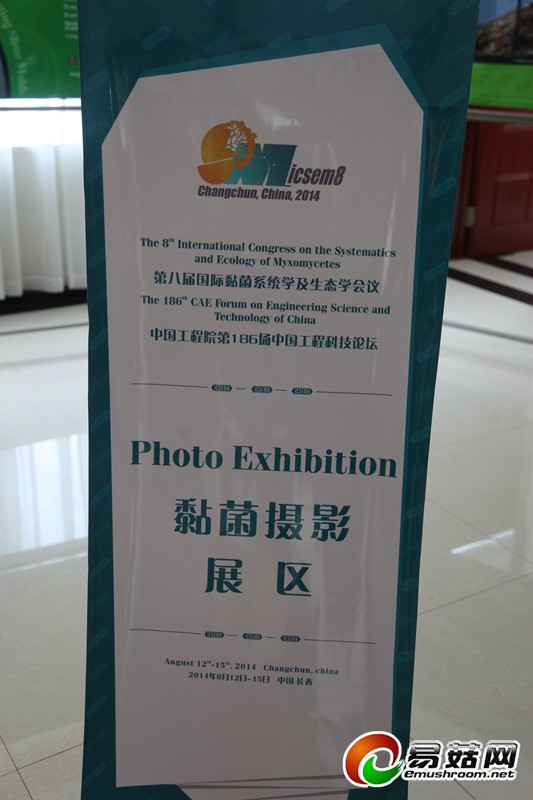 icsem8
Changchun, China, 2014
The 8th International Congress on the Systematics
and Ecology of Myxomycetes
第八届国际黏菌系统学及生态学会议
The 186th CAE Forum on Engineering Science and
Technology of China
中国工程院第186场中国工程科技论坛
Photo Exhibition
黏菌摄影
展 区
August 12th-15th, 2014 Changchun, china
2014年8月12日-15日 中国 长春
易菇网
emushroom.net